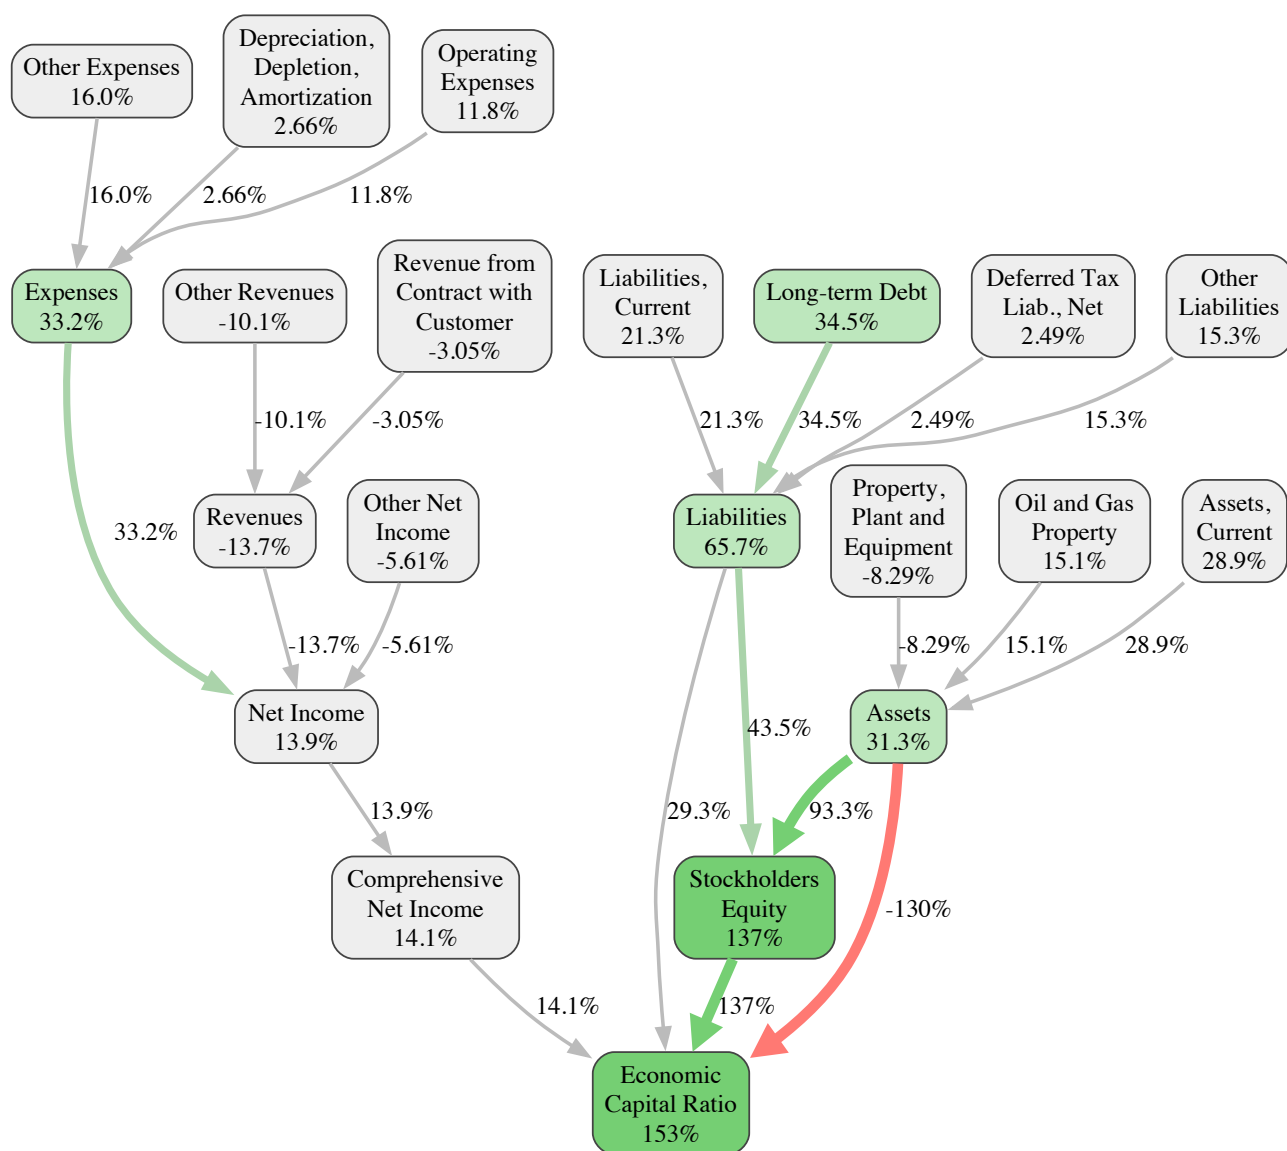 Other Expenses
16.0%
Depreciation,
Depletion,
Amortization
2.66%
Operating
Expenses
11.8%
16.0%
2.66%
11.8%
Expenses
33.2%
Other Revenues
-10.1%
Revenue from
Contract with
Customer
-3.05%
Liabilities,
Current
21.3%
Long-term Debt
34.5%
Deferred Tax
Liab., Net
2.49%
Other
Liabilities
15.3%
-10.1%
-3.05%
21.3%
34.5%
2.49%
15.3%
33.2%
Revenues
-13.7%
Other Net
Income
-5.61%
Liabilities
65.7%
Property,
Plant and
Equipment
-8.29%
Oil and Gas
Property
15.1%
Assets,
Current
28.9%
-13.7%
-5.61%
-8.29%
15.1%
28.9%
Net Income
13.9%
43.5%
Assets
31.3%
13.9%
29.3%
93.3%
Comprehensive
Net Income
14.1%
Stockholders
Equity
137%
-130%
14.1%
137%
Economic
Capital Ratio
153%